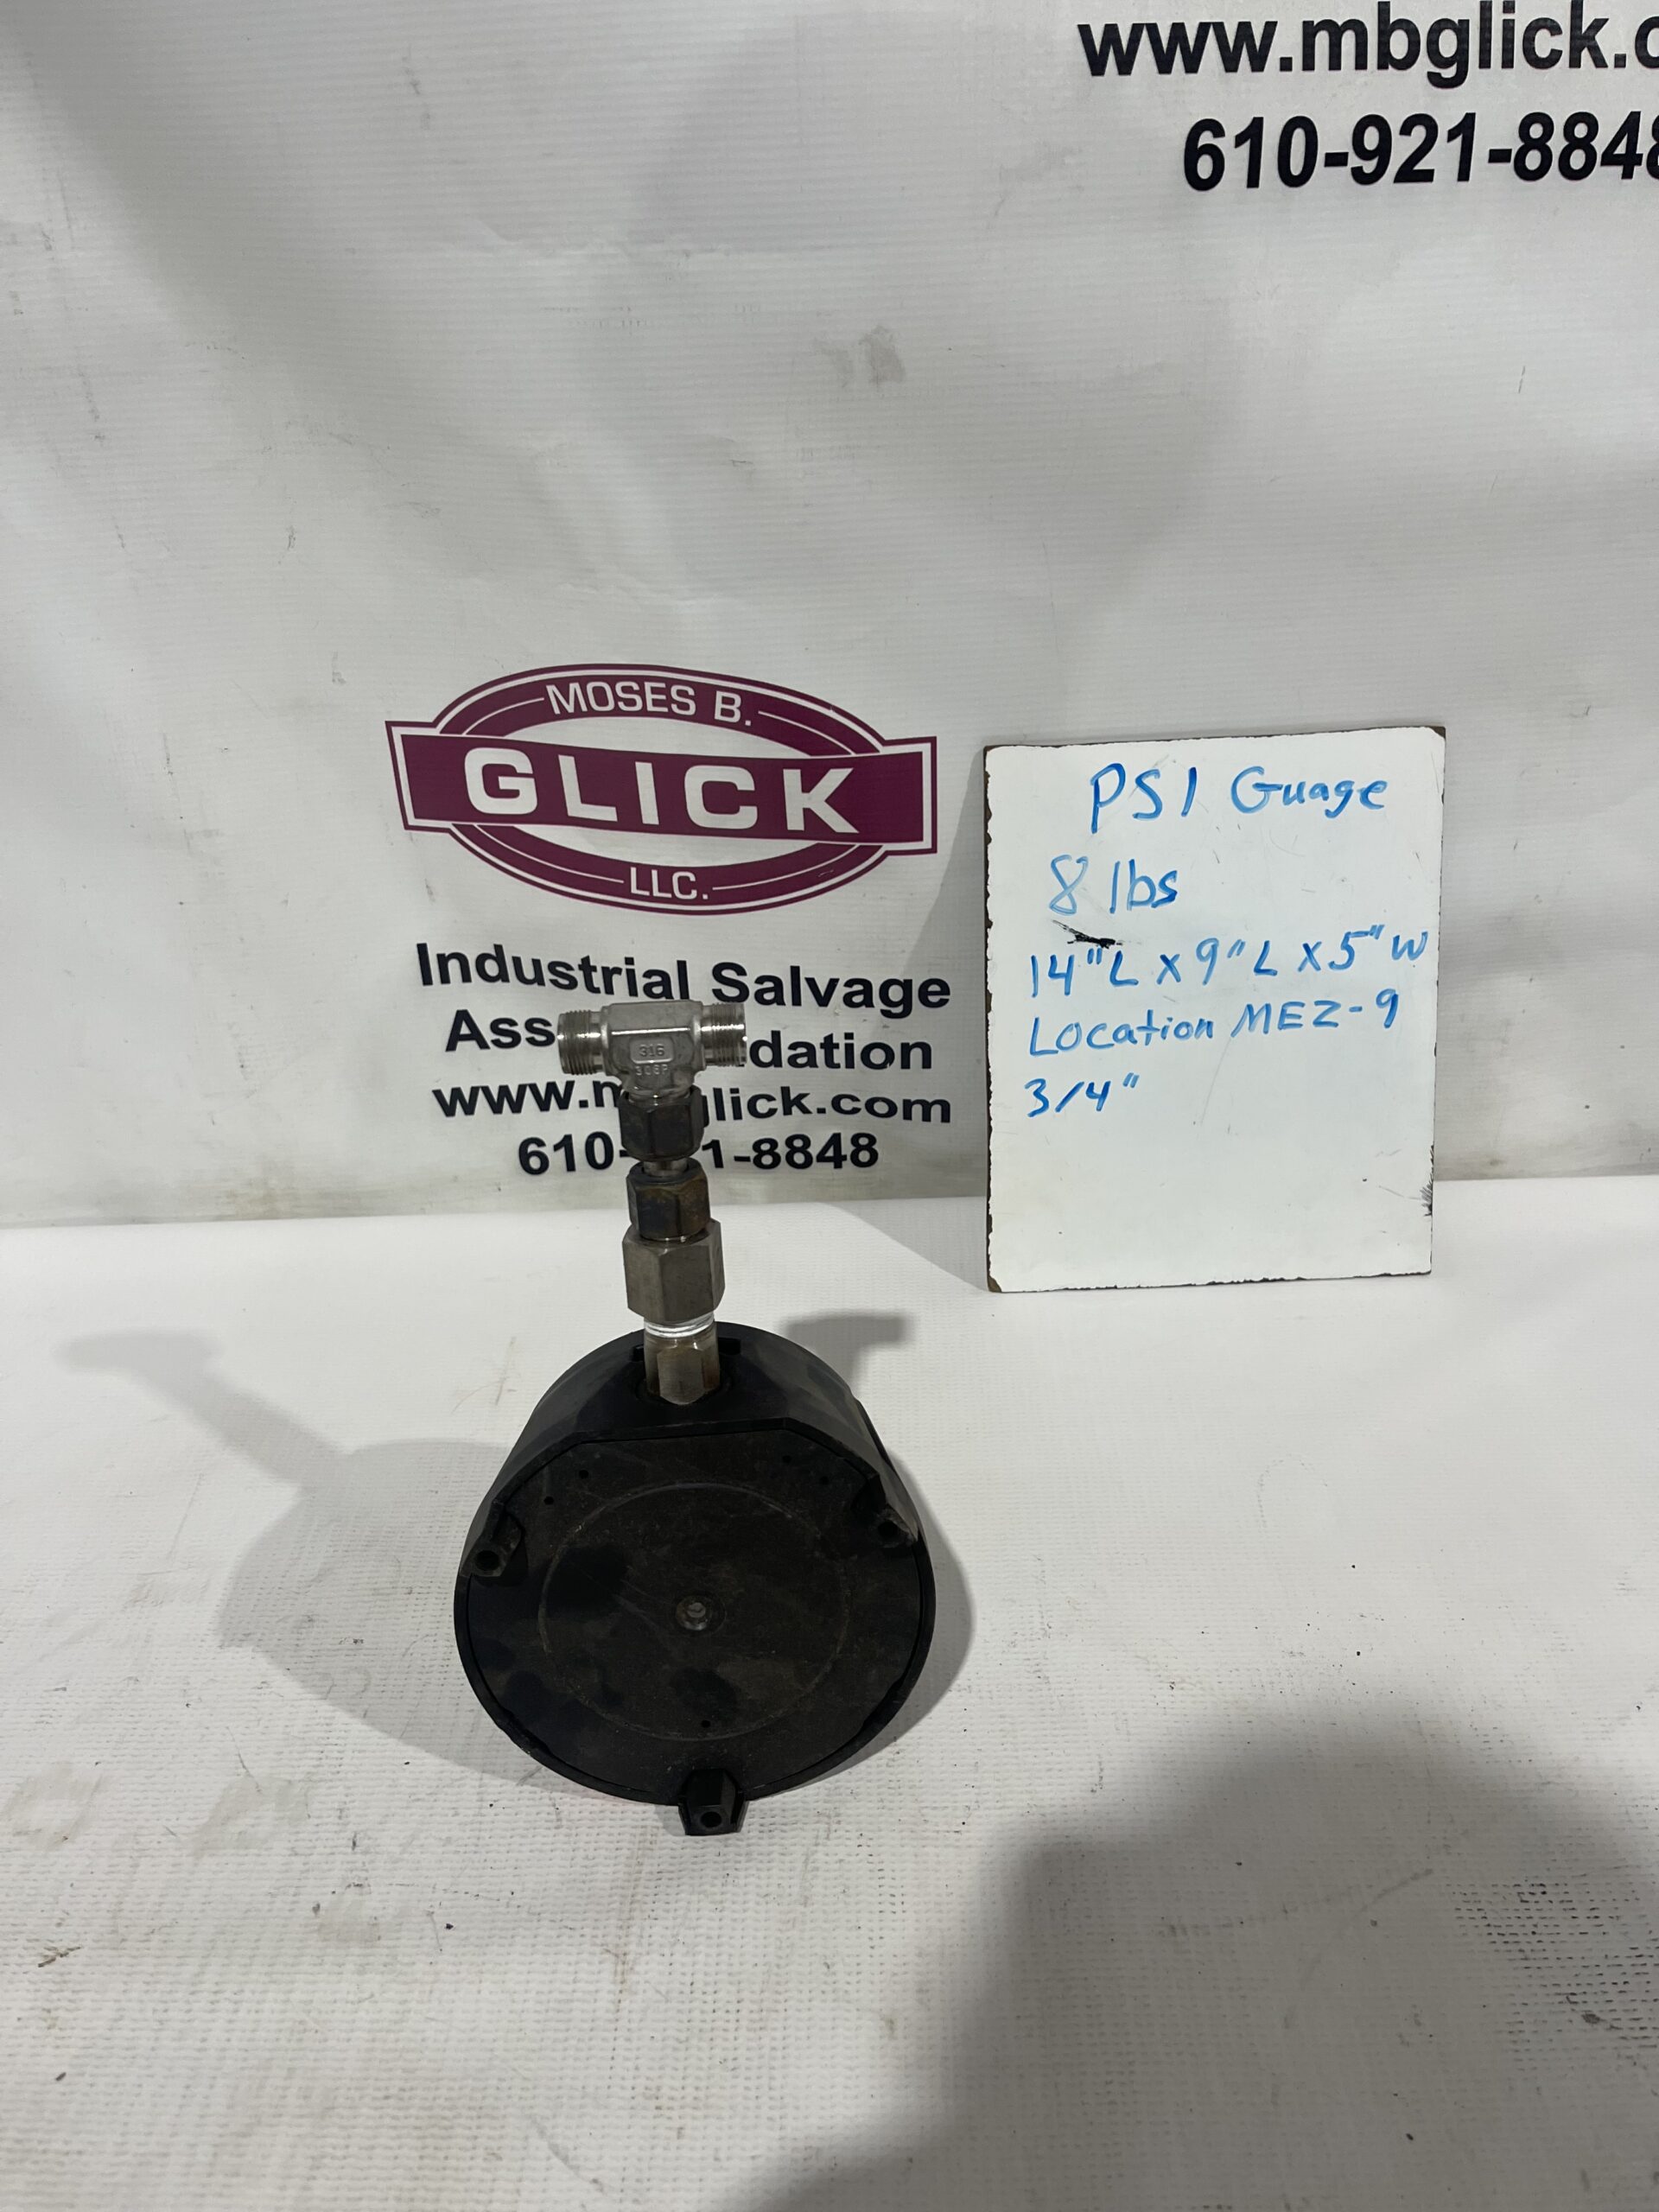 www.mbglick.c
610-921-8848
MOSES B.
GLICK
LLC.
Industrial Salvage
Ass dation
www.m glick.com
610- 1-8848
316
PSI Guage
8 lbs
14"L x 9"L x 5"W
Location MEZ-9
3/4"